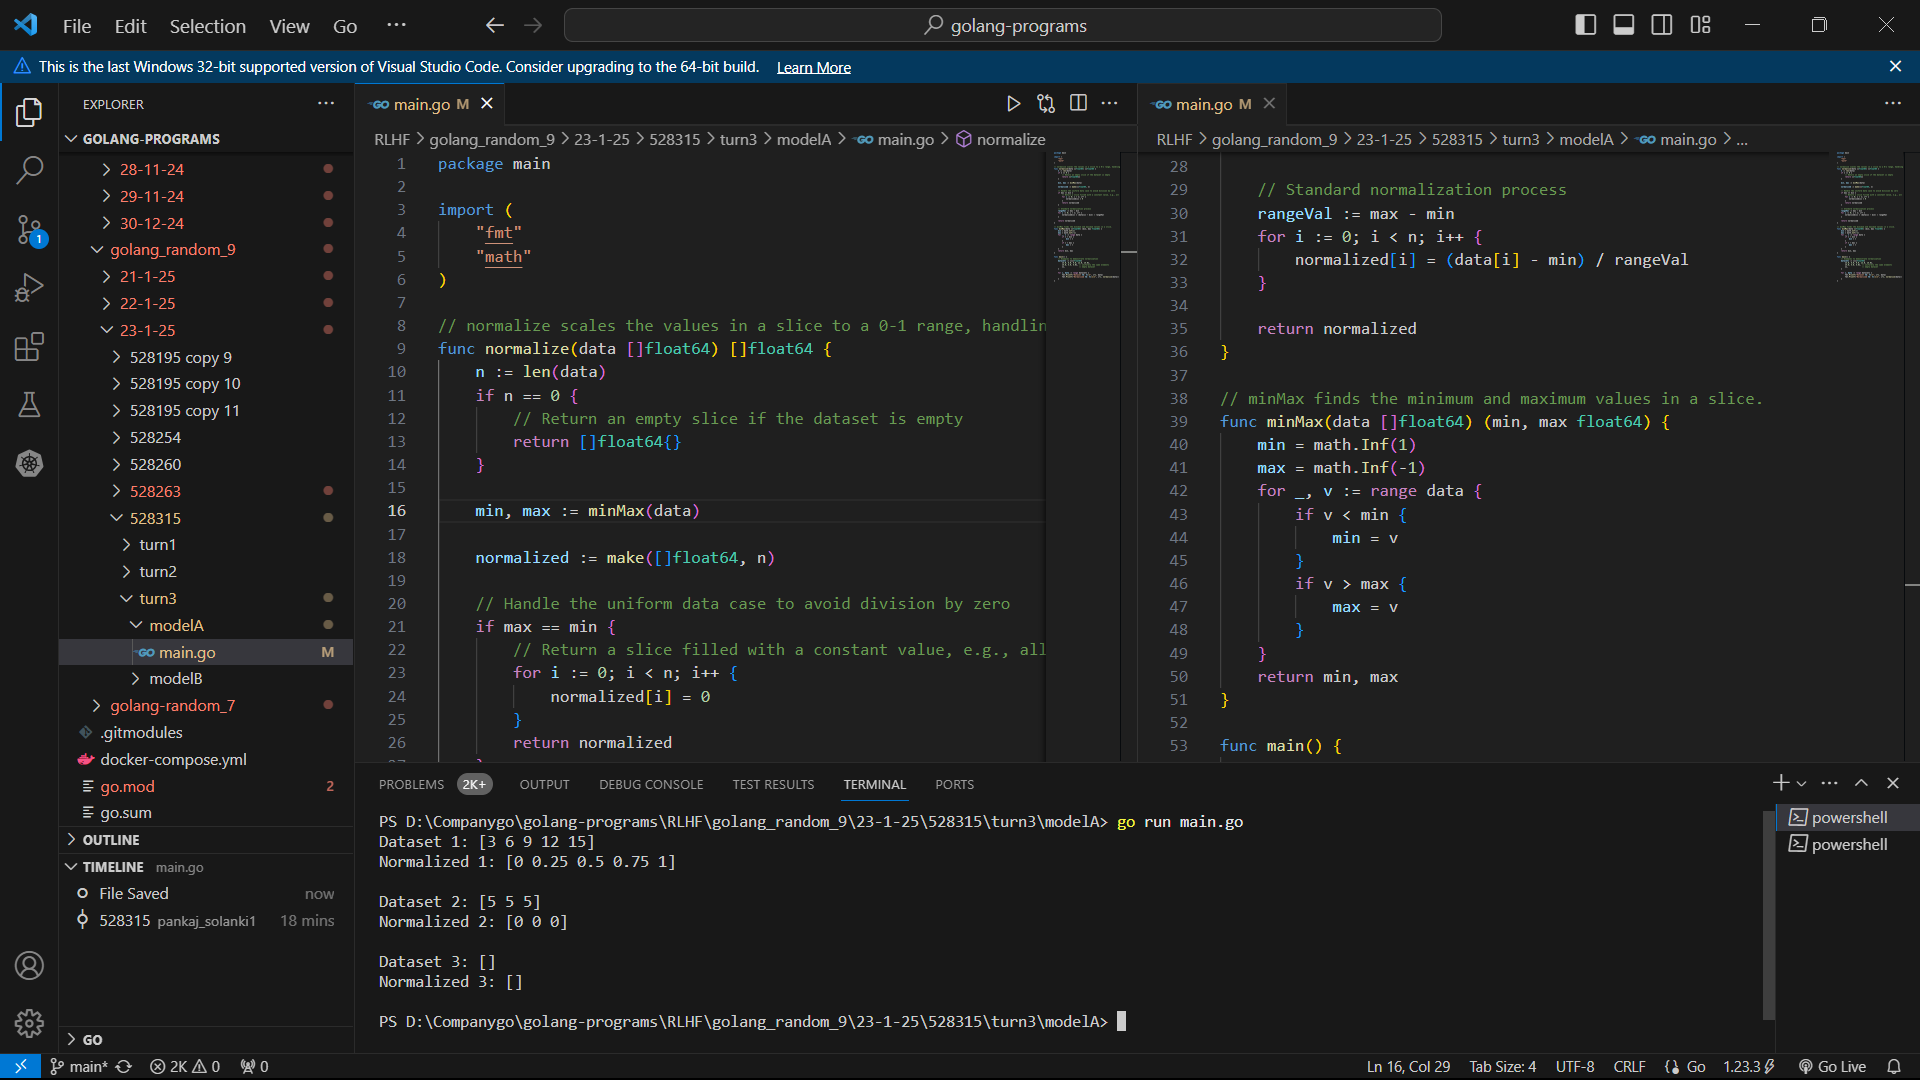 File Edit Selection View Go ··· golang-programs
This is the last Windows 32-bit supported version of Visual Studio Code. Consider upgrading to the 64-bit build. Learn More
EXPLORER
GOLANG-PROGRAMS
28-11-24
29-11-24
30-12-24
golang_random_9
21-1-25
22-1-25
23-1-25
528195 copy 9
528195 copy 10
528195 copy 11
528254
528260
528263
528315
turn1
turn2
turn3
modelA
main.go M
modelB
golang-random_7
.gitmodules
docker-compose.yml
go.mod 2
go.sum
OUTLINE
TIMELINE main.go
File Saved now
528315 pankaj_solanki1 18 mins
GO
1
main.go M
RLHF > golang_random_9 > 23-1-25 > 528315 > turn3 > modelA > main.go > normalize
1 package main
2
3 import (
4 "fmt"
5 "math"
6 )
7
8 // normalize scales the values in a slice to a 0-1 range, handlin
9 func normalize(data []float64) []float64 {
10 n := len(data)
11 if n == 0 {
12 // Return an empty slice if the dataset is empty
13 return []float64{}
14 }
15
16 min, max := minMax(data)
17
18 normalized := make([]float64, n)
19
20 // Handle the uniform data case to avoid division by zero
21 if max == min {
22 // Return a slice filled with a constant value, e.g., all
23 for i := 0; i < n; i++ {
24 normalized[i] = 0
25 }
26 return normalized
main.go M
RLHF > golang_random_9 > 23-1-25 > 528315 > turn3 > modelA > main.go > ...
28
29 // Standard normalization process
30 rangeVal := max - min
31 for i := 0; i < n; i++ {
32 normalized[i] = (data[i] - min) / rangeVal
33 }
34
35 return normalized
36 }
37
38 // minMax finds the minimum and maximum values in a slice.
39 func minMax(data []float64) (min, max float64) {
40 min = math.Inf(1)
41 max = math.Inf(-1)
42 for _, v := range data {
43 if v < min {
44 min = v
45 }
46 if v > max {
47 max = v
48 }
49 }
50 return min, max
51 }
52
53 func main() {
PROBLEMS 2K+ OUTPUT DEBUG CONSOLE TEST RESULTS TERMINAL PORTS
PS D:\Companygo\golang-programs\RLHF\golang_random_9\23-1-25\528315\turn3\modelA> go run main.go
Dataset 1: [3 6 9 12 15]
Normalized 1: [0 0.25 0.5 0.75 1]
Dataset 2: [5 5 5]
Normalized 2: [0 0 0]
Dataset 3: []
Normalized 3: []
PS D:\Companygo\golang-programs\RLHF\golang_random_9\23-1-25\528315\turn3\modelA>
powershell
powershell
main* 2K 0 0 Ln 16, Col 29 Tab Size: 4 UTF-8 CRLF Go 1.23.3 Go Live